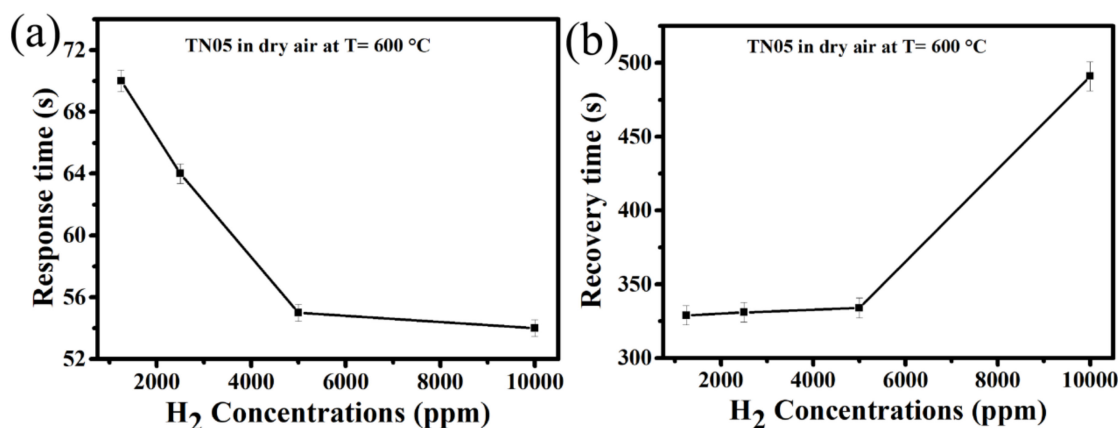 (a)
TN05 in dry air at T= 600 °C
Response time (s)
72
68
64
60
56
52
2000 4000 6000 8000 10000
H₂ Concentrations (ppm)
(b)
TN05 in dry air at T= 600 °C
Recovery time (s)
500
450
400
350
300
2000 4000 6000 8000 10000
H₂ Concentrations (ppm)